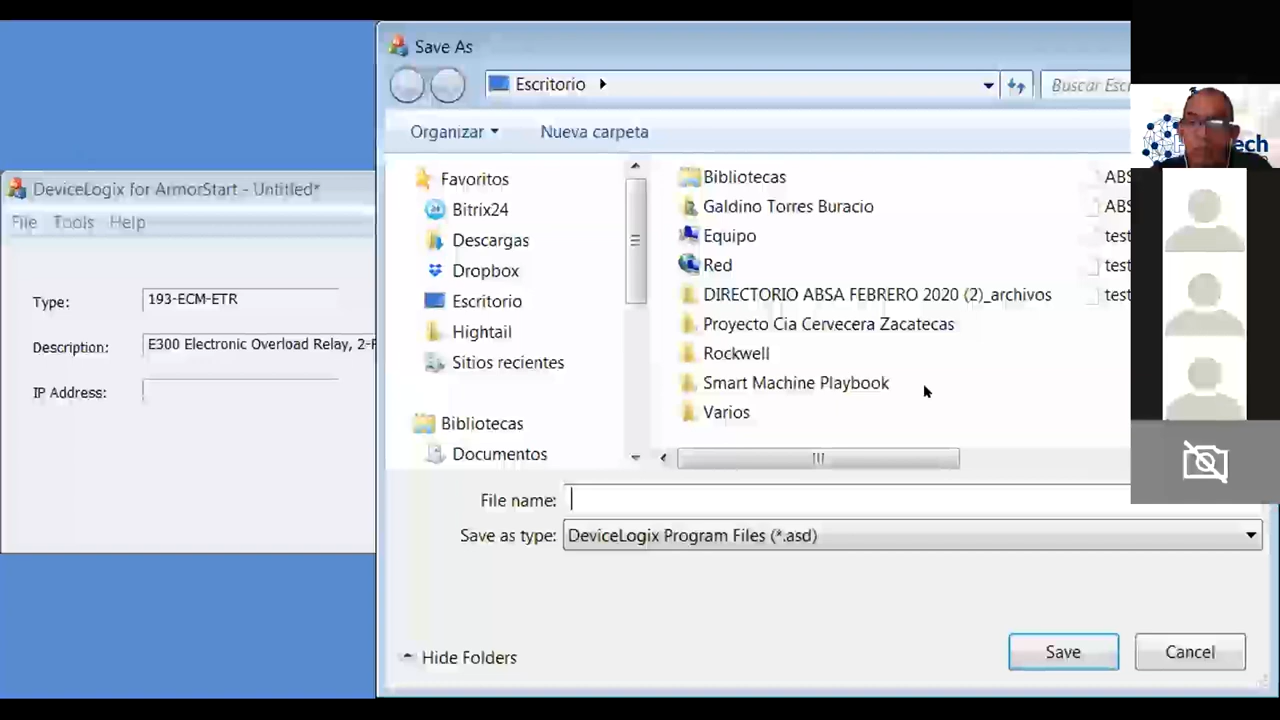 Save As
Escritorio
Buscar Esc
Organizar
Nueva carpeta
DeviceLogix for ArmorStart - Untitled*
File Tools Help
Type: 193-ECM-ETR
Description: E300 Electronic Overload Relay, 2-P
IP Address:
Favoritos
Bitrix24
Descargas
Dropbox
Escritorio
Hightail
Sitios recientes
Bibliotecas
Documentos
Bibliotecas
Galdino Torres Buracio
Equipo
Red
DIRECTORIO ABSA FEBRERO 2020 (2)_archivos
Proyecto Cia Cervecera Zacatecas
Rockwell
Smart Machine Playbook
Varios
ABS
ABS
test
test
test
File name:
Save as type: DeviceLogix Program Files (*.asd)
Hide Folders
Save
Cancel